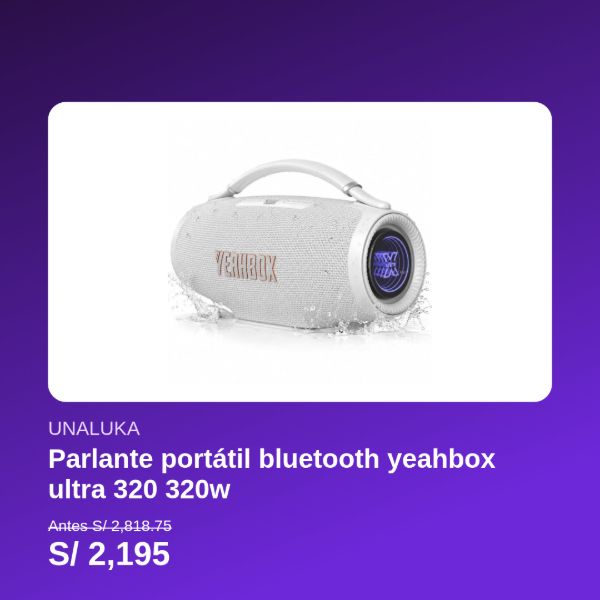 YEAHBOX
UNALUKA
Parlante portátil bluetooth yeahbox
ultra 320 320w
Antes S/ 2,818.75
S/ 2,195